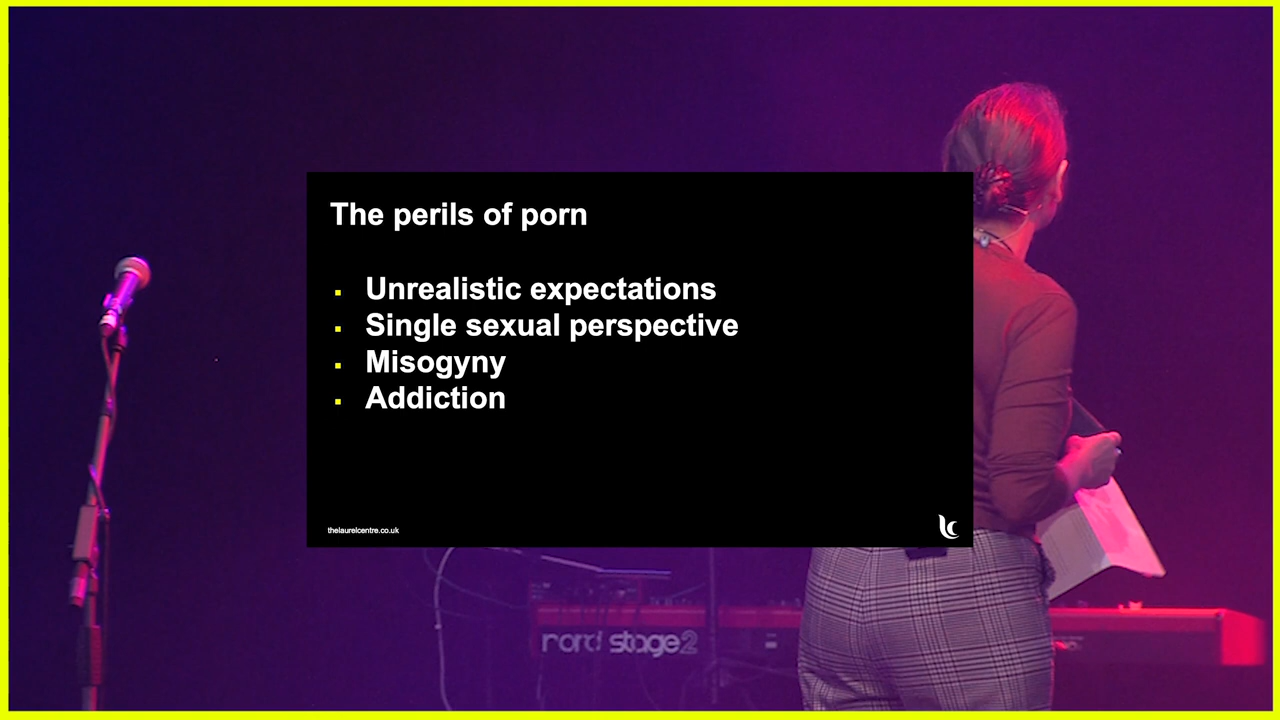 The perils of porn
Unrealistic expectations
Single sexual perspective
Misogyny
Addiction
thelaurelcentre.co.uk
nord stage2